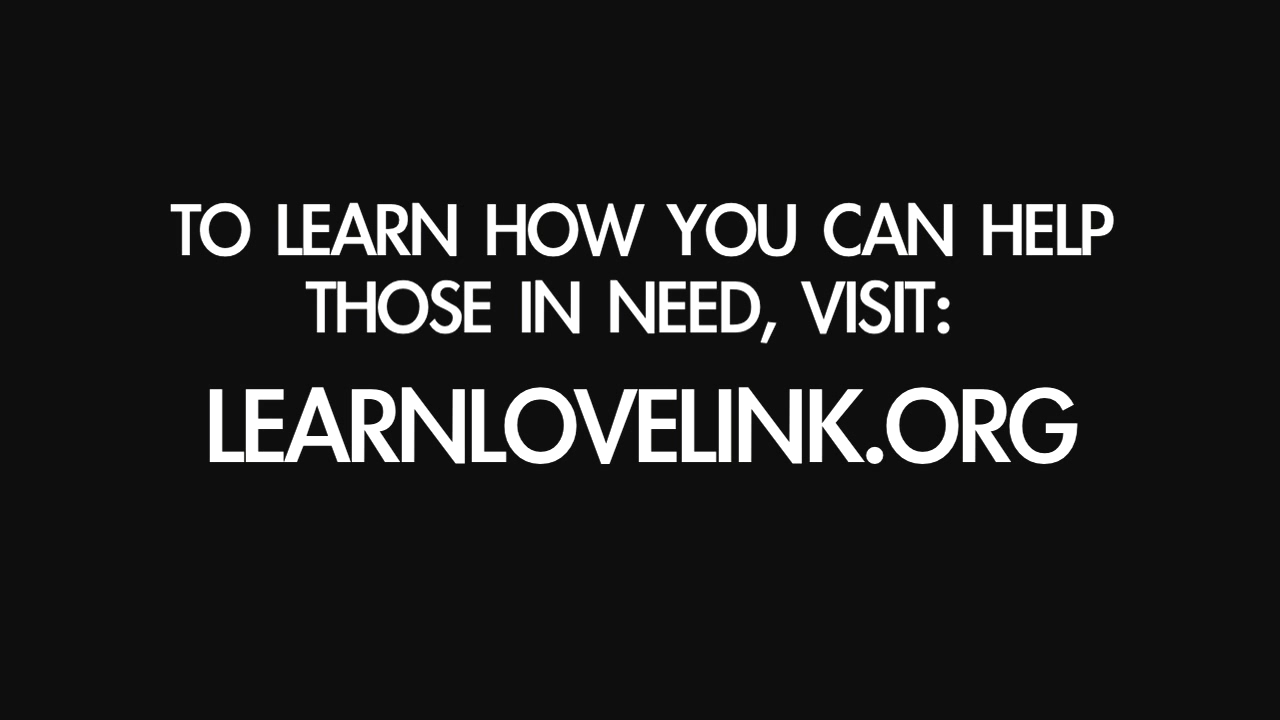 TO LEARN HOW YOU CAN HELP
THOSE IN NEED, VISIT:
LEARNLOVELINK.ORG